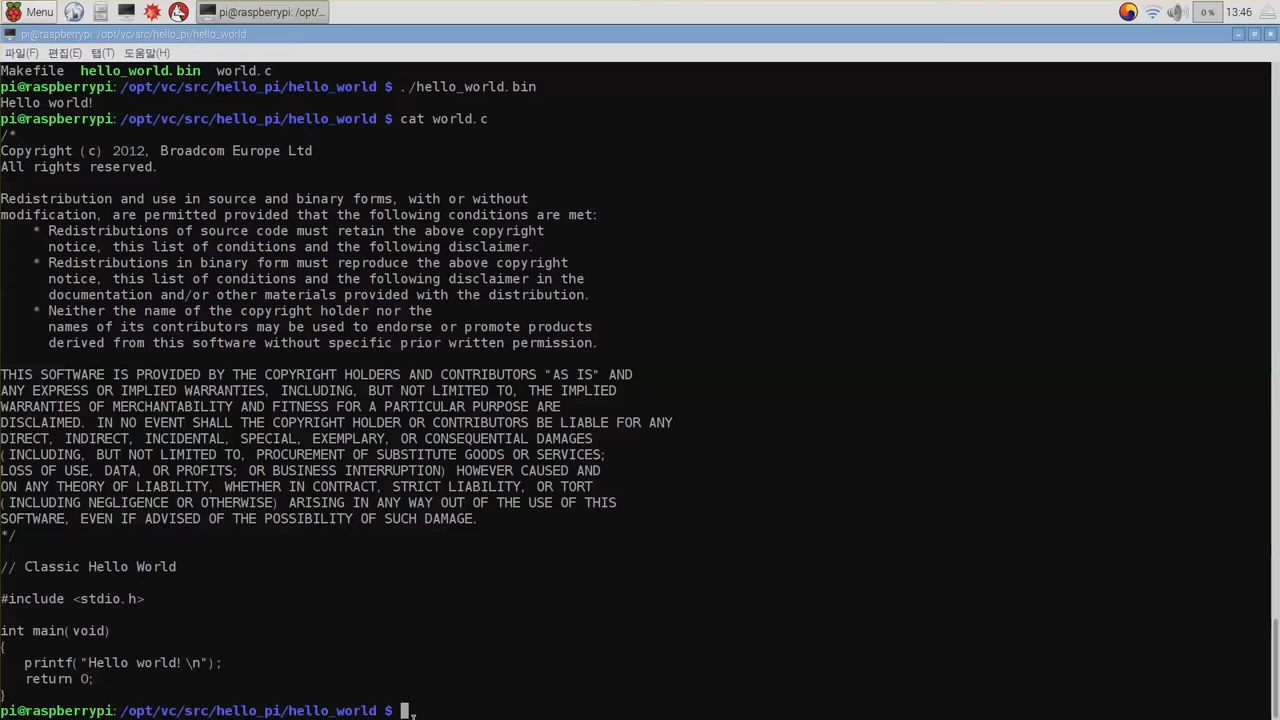 Menu
pi@raspberrypi: /opt/...
0 %
13:46
pi@raspberrypi: /opt/vc/src/hello_pi/hello_world
파일(F) 편집(E) 탭(T) 도움말(H)
Makefile  hello_world.bin  world.c
pi@raspberrypi:/opt/vc/src/hello_pi/hello_world $ ./hello_world.bin
Hello world!
pi@raspberrypi:/opt/vc/src/hello_pi/hello_world $ cat world.c
/*
Copyright (c) 2012, Broadcom Europe Ltd
All rights reserved.
Redistribution and use in source and binary forms, with or without
modification, are permitted provided that the following conditions are met:
* Redistributions of source code must retain the above copyright
notice, this list of conditions and the following disclaimer.
* Redistributions in binary form must reproduce the above copyright
notice, this list of conditions and the following disclaimer in the
documentation and/or other materials provided with the distribution.
* Neither the name of the copyright holder nor the
names of its contributors may be used to endorse or promote products
derived from this software without specific prior written permission.
THIS SOFTWARE IS PROVIDED BY THE COPYRIGHT HOLDERS AND CONTRIBUTORS "AS IS" AND
ANY EXPRESS OR IMPLIED WARRANTIES, INCLUDING, BUT NOT LIMITED TO, THE IMPLIED
WARRANTIES OF MERCHANTABILITY AND FITNESS FOR A PARTICULAR PURPOSE ARE
DISCLAIMED. IN NO EVENT SHALL THE COPYRIGHT HOLDER OR CONTRIBUTORS BE LIABLE FOR ANY
DIRECT, INDIRECT, INCIDENTAL, SPECIAL, EXEMPLARY, OR CONSEQUENTIAL DAMAGES
(INCLUDING, BUT NOT LIMITED TO, PROCUREMENT OF SUBSTITUTE GOODS OR SERVICES;
LOSS OF USE, DATA, OR PROFITS; OR BUSINESS INTERRUPTION) HOWEVER CAUSED AND
ON ANY THEORY OF LIABILITY, WHETHER IN CONTRACT, STRICT LIABILITY, OR TORT
(INCLUDING NEGLIGENCE OR OTHERWISE) ARISING IN ANY WAY OUT OF THE USE OF THIS
SOFTWARE, EVEN IF ADVISED OF THE POSSIBILITY OF SUCH DAMAGE.
*/
// Classic Hello World
#include <stdio.h>
int main(void)
{
printf("Hello world!\n");
return 0;
}
pi@raspberrypi:/opt/vc/src/hello_pi/hello_world $